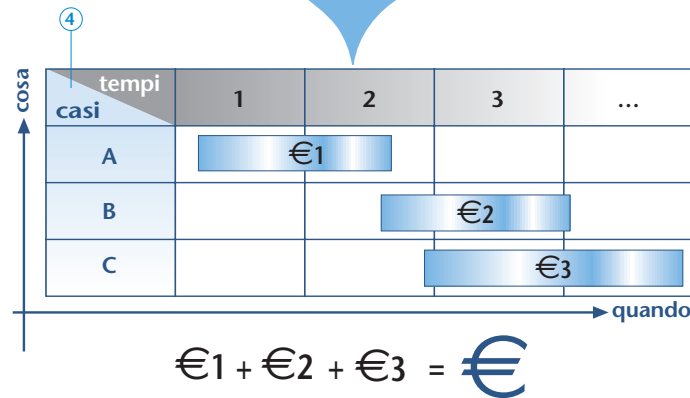 4
cosa
tempi
casi
1 2 3 ...
A €1
B €2
C €3
quando
€1 + €2 + €3 = €